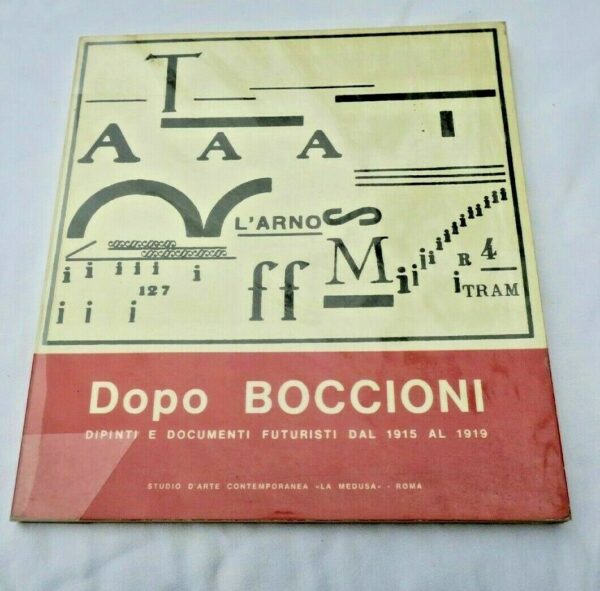 T
A A A
L'ARNO
S
M
R 4
i i i i i i i i i i i i
i TRAM
i i i i i i i
127
ff
i i i
Dopo BOCCIONI
DIPINTI E DOCUMENTI FUTURISTI DAL 1915 AL 1919
STUDIO D'ARTE CONTEMPORANEA «LA MEDUSA» - ROMA